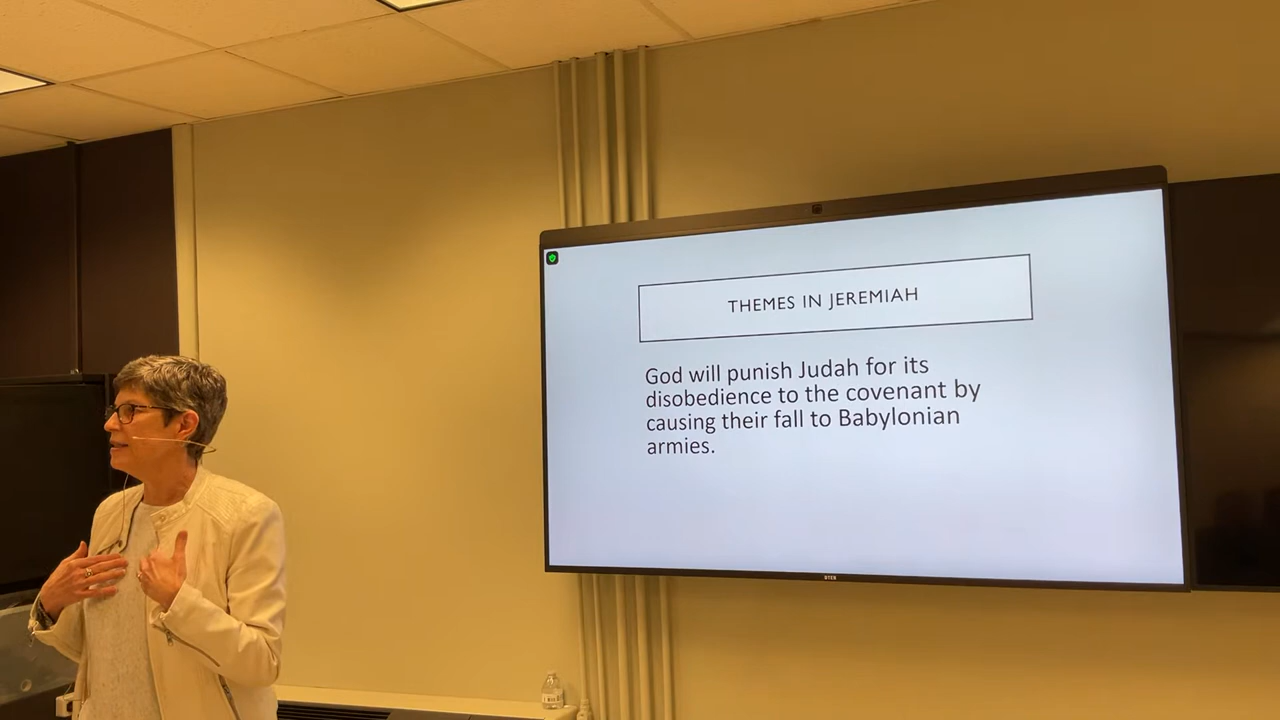 THEMES IN JEREMIAH
God will punish Judah for its
disobedience to the covenant by
causing their fall to Babylonian
armies.